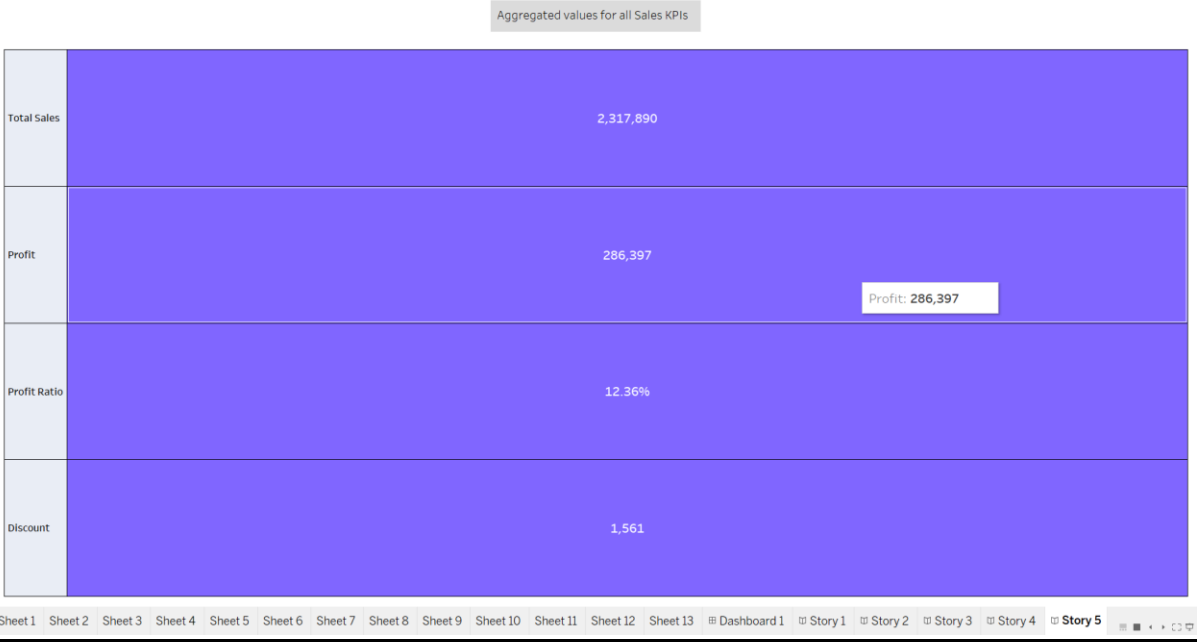 Aggregated values for all Sales KPIs
Total Sales 2,317,890
Profit 286,397
Profit: 286,397
Profit Ratio 12.36%
Discount 1,561
Sheet 1 Sheet 2 Sheet 3 Sheet 4 Sheet 5 Sheet 6 Sheet 7 Sheet 8 Sheet 9 Sheet 10 Sheet 11 Sheet 12 Sheet 13 Dashboard 1 Story 1 Story 2 Story 3 Story 4 Story 5